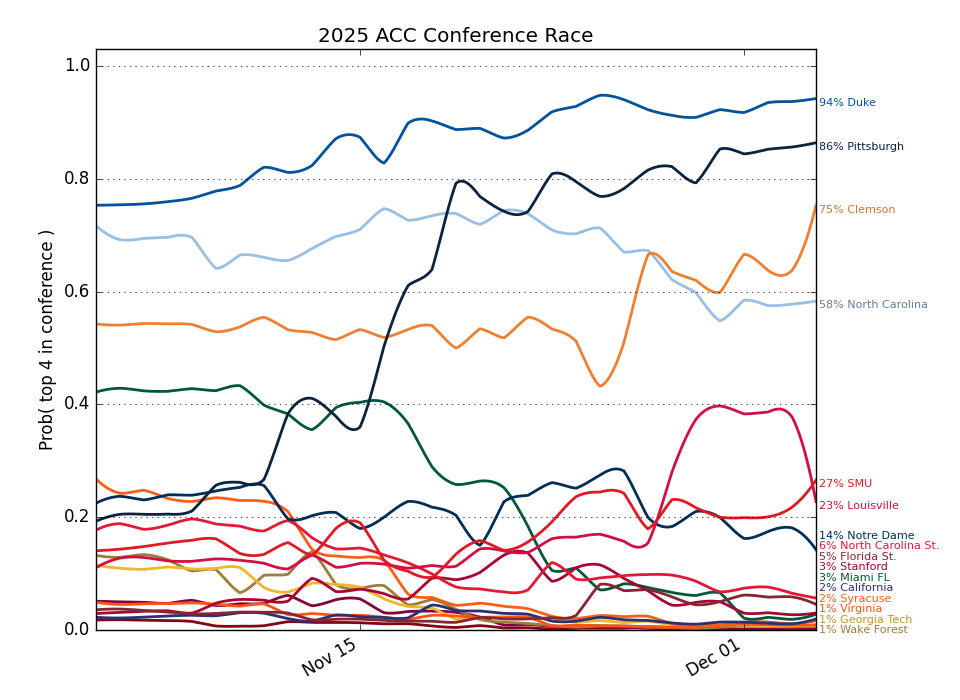 2025 ACC Conference Race
Prob( top 4 in conference )
1.0
0.8
0.6
0.4
0.2
0.0
Nov 15
Dec 01
94% Duke
86% Pittsburgh
75% Clemson
58% North Carolina
27% SMU
23% Louisville
14% Notre Dame
6% North Carolina St.
5% Florida St.
3% Stanford
3% Miami FL
2% California
2% Syracuse
1% Virginia
1% Georgia Tech
1% Wake Forest